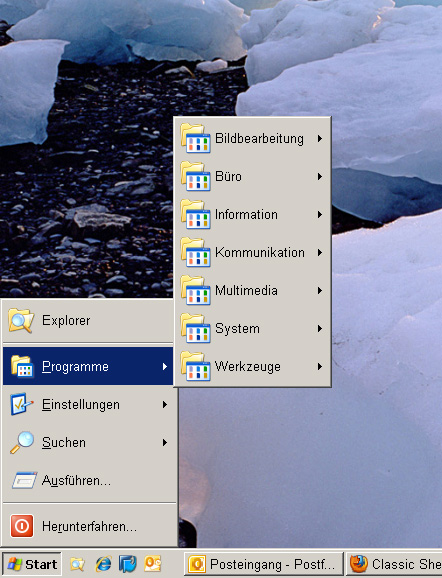 Bildbearbeitung
Büro
Information
Kommunikation
Multimedia
System
Werkzeuge
Explorer
Programme
Einstellungen
Suchen
Ausführen...
Herunterfahren...
Start
Posteingang - Postf...
Classic She